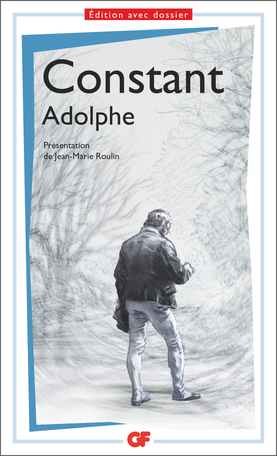 Édition avec dossier
Constant
Adolphe
Présentation
de Jean-Marie Roulin
GF